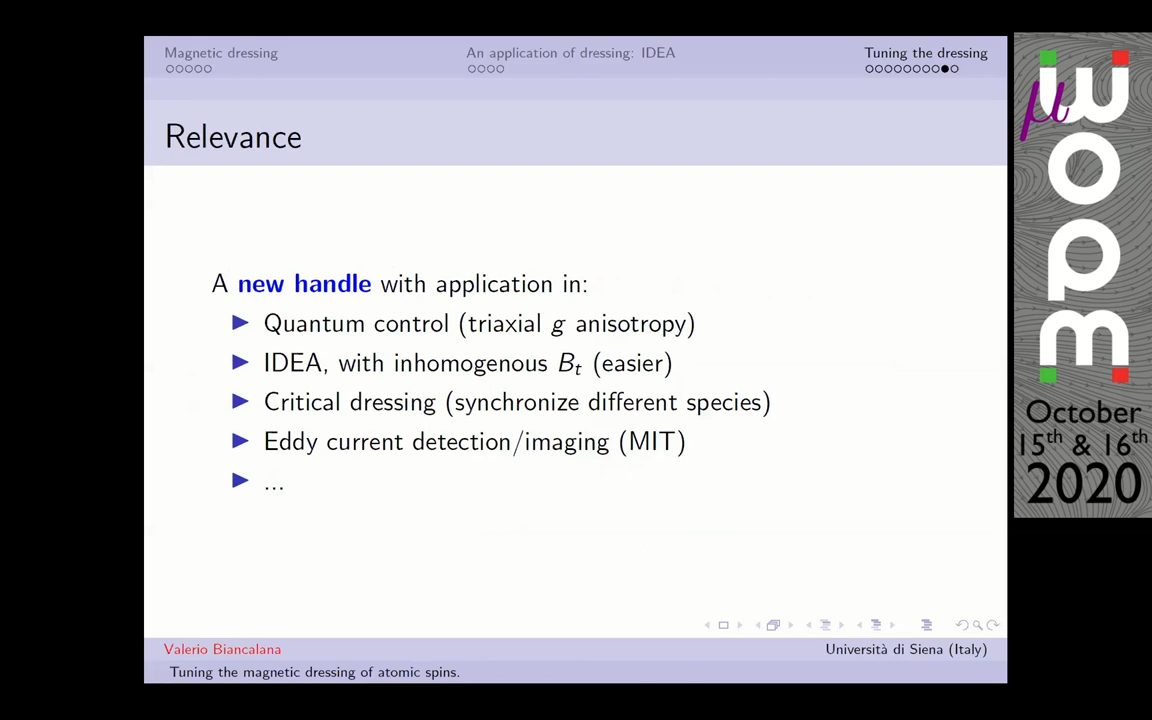 Magnetic dressing
An application of dressing: IDEA
Tuning the dressing
Relevance
A new handle with application in:
Quantum control (triaxial g anisotropy)
IDEA, with inhomogenous Bt (easier)
Critical dressing (synchronize different species)
Eddy current detection/imaging (MIT)
...
Valerio Biancalana
Università di Siena (Italy)
Tuning the magnetic dressing of atomic spins.
μ
wopm
October
15th & 16th
2020